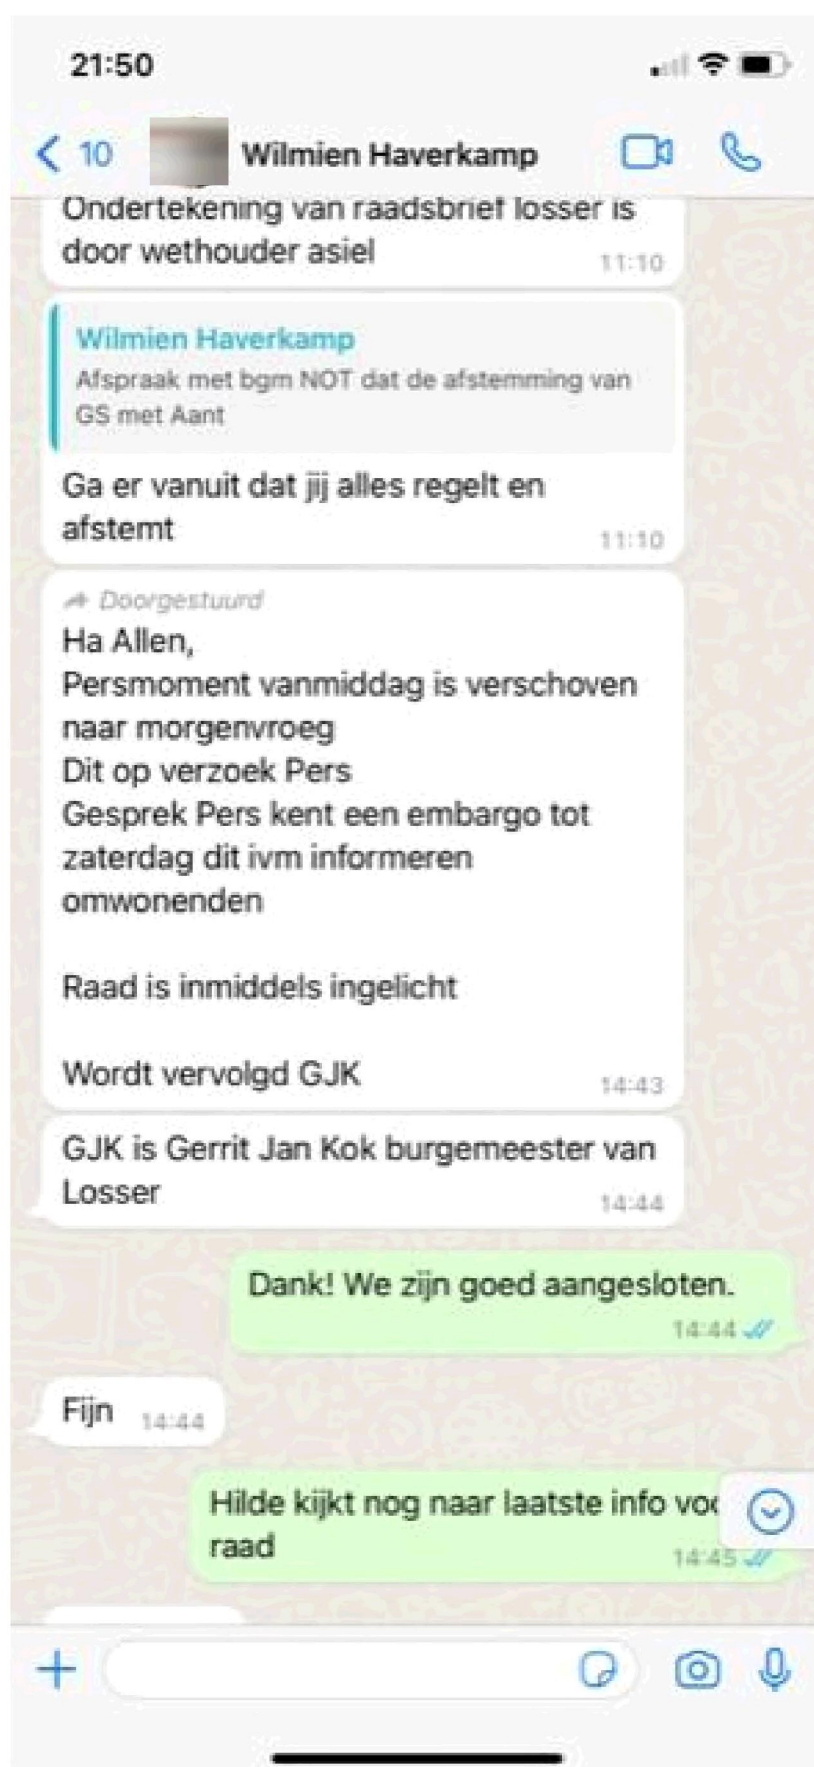 21:50
10
Wilmien Haverkamp
Ondertekening van raadsbrief losser is
door wethouder asiel
11:10
Wilmien Haverkamp
Afspraak met bgm NOT dat de afstemming van
GS met Aant
Ga er vanuit dat jij alles regelt en
afstemt
11:10
Doorgestuurd
Ha Allen,
Persmoment vanmiddag is verschoven
naar morgenvroeg
Dit op verzoek Pers
Gesprek Pers kent een embargo tot
zaterdag dit ivm informeren
omwonenden
Raad is inmiddels ingelicht
Wordt vervolgd GJK
14:43
GJK is Gerrit Jan Kok burgemeester van
Losser
14:44
Dank! We zijn goed aangesloten.
14:44
Fijn
14:44
Hilde kijkt nog naar laatste info
raad
14:45